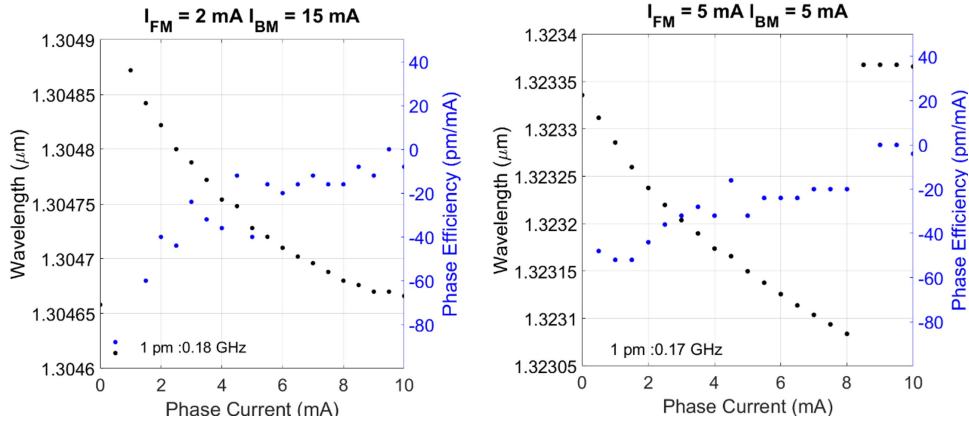 I_FM = 2 mA I_BM = 15 mA
1.3049
1.30485
1.3048
1.30475
1.3047
1.30465
1.3046
Wavelength (μm)
40
20
0
-20
-40
-60
-80
Phase Efficiency (pm/mA)
1 pm :0.18 GHz
0 2 4 6 8 10
Phase Current (mA)
I_FM = 5 mA I_BM = 5 mA
1.3234
1.32335
1.3233
1.32325
1.3232
1.32315
1.3231
1.32305
Wavelength (μm)
40
20
0
-20
-40
-60
-80
Phase Efficiency (pm/mA)
1 pm :0.17 GHz
0 2 4 6 8 10
Phase Current (mA)